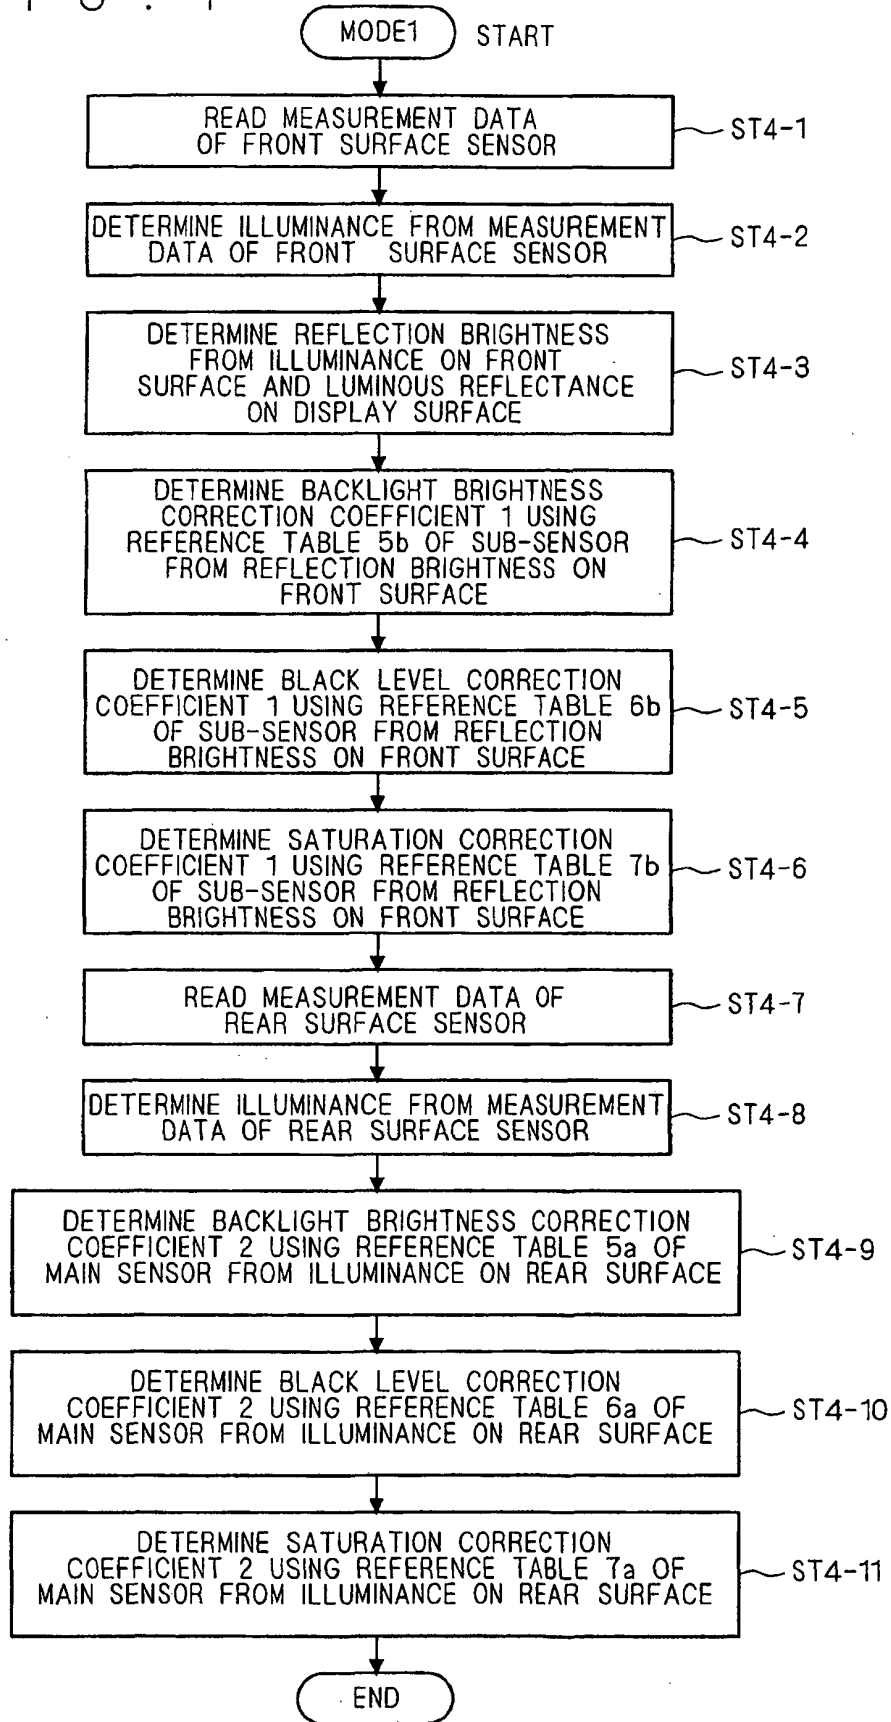 MODE1 START
READ MEASUREMENT DATA
OF FRONT SURFACE SENSOR
ST4-1
DETERMINE ILLUMINANCE FROM MEASUREMENT
DATA OF FRONT SURFACE SENSOR
ST4-2
DETERMINE REFLECTION BRIGHTNESS
FROM ILLUMINANCE ON FRONT
SURFACE AND LUMINOUS REFLECTANCE
ON DISPLAY SURFACE
ST4-3
DETERMINE BACKLIGHT BRIGHTNESS
CORRECTION COEFFICIENT 1 USING
REFERENCE TABLE 5b OF SUB-SENSOR
FROM REFLECTION BRIGHTNESS ON
FRONT SURFACE
ST4-4
DETERMINE BLACK LEVEL CORRECTION
COEFFICIENT 1 USING REFERENCE TABLE 6b
OF SUB-SENSOR FROM REFLECTION
BRIGHTNESS ON FRONT SURFACE
ST4-5
DETERMINE SATURATION CORRECTION
COEFFICIENT 1 USING REFERENCE TABLE 7b
OF SUB-SENSOR FROM REFLECTION
BRIGHTNESS ON FRONT SURFACE
ST4-6
READ MEASUREMENT DATA OF
REAR SURFACE SENSOR
ST4-7
DETERMINE ILLUMINANCE FROM MEASUREMENT
DATA OF REAR SURFACE SENSOR
ST4-8
DETERMINE BACKLIGHT BRIGHTNESS CORRECTION
COEFFICIENT 2 USING REFERENCE TABLE 5a OF
MAIN SENSOR FROM ILLUMINANCE ON REAR SURFACE
ST4-9
DETERMINE BLACK LEVEL CORRECTION
COEFFICIENT 2 USING REFERENCE TABLE 6a OF
MAIN SENSOR FROM ILLUMINANCE ON REAR SURFACE
ST4-10
DETERMINE SATURATION CORRECTION
COEFFICIENT 2 USING REFERENCE TABLE 7a OF
MAIN SENSOR FROM ILLUMINANCE ON REAR SURFACE
ST4-11
END